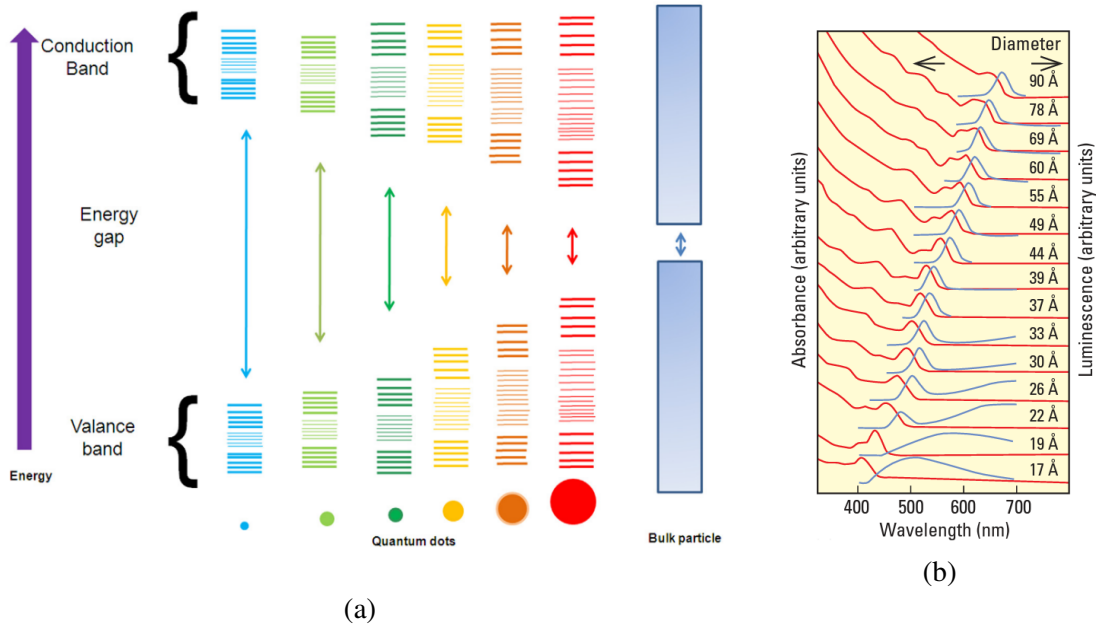 Conduction
Band
Energy
gap
Valance
band
Energy
Quantum dots
Bulk particle
(a)
Absorbance (arbitrary units)
Diameter
90 Å
78 Å
69 Å
60 Å
55 Å
49 Å
44 Å
39 Å
37 Å
33 Å
30 Å
26 Å
22 Å
19 Å
17 Å
Luminescence (arbitrary units)
400 500 600 700
Wavelength (nm)
(b)